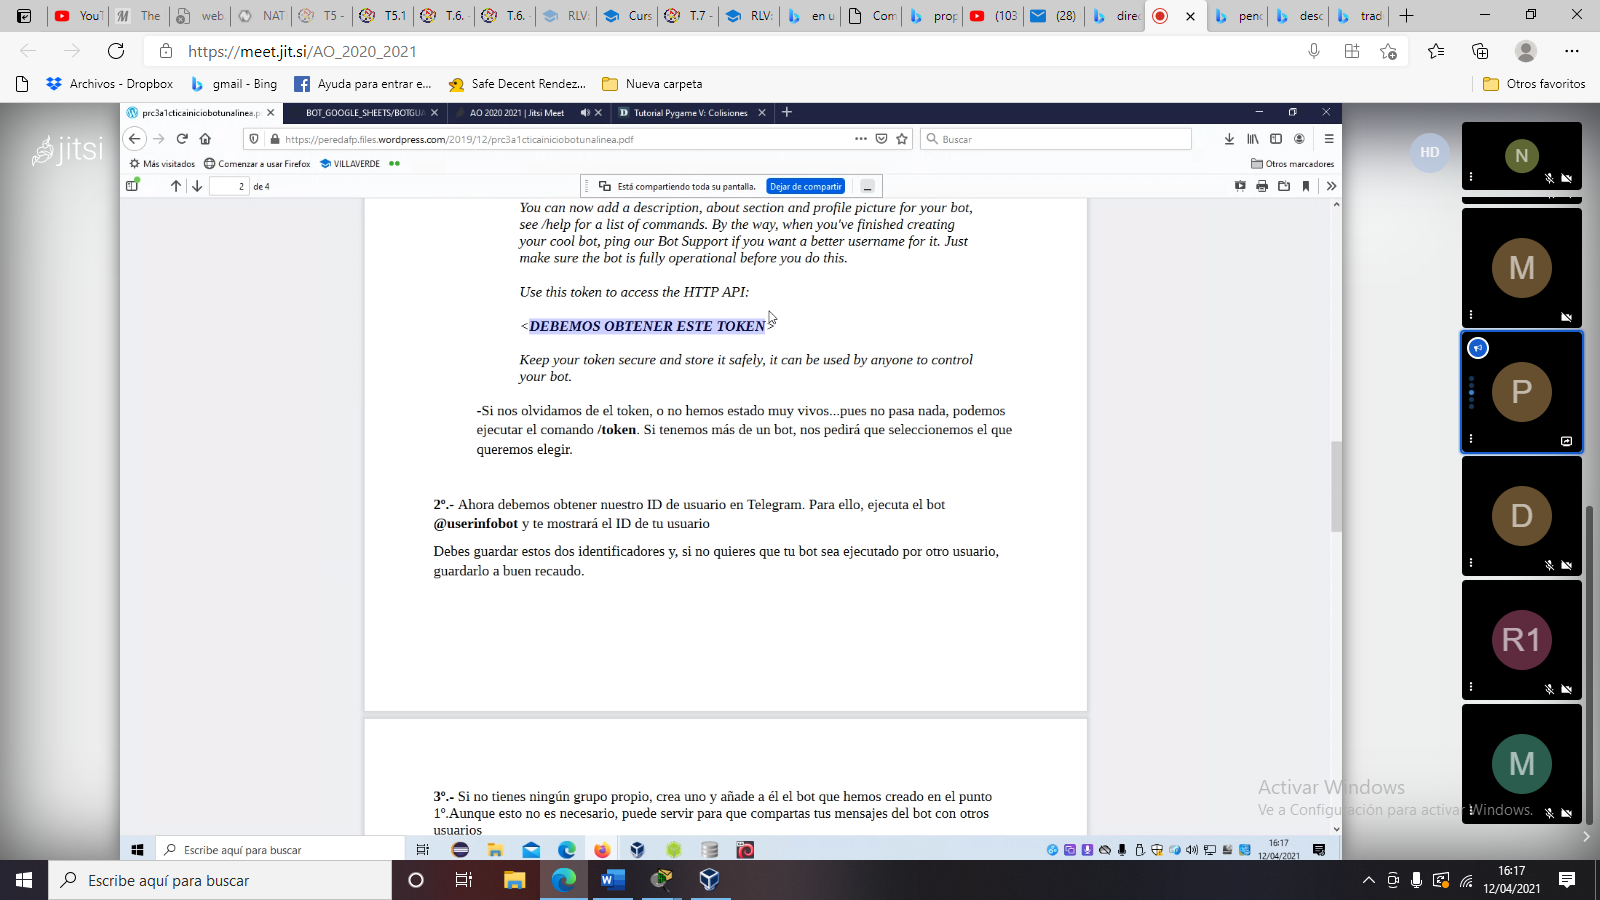 YouT
The
web
NAT
T5 -
T5.1
T.6. -
T.6. -
RLV:
Curs
T.7 -
RLV:
en u
Com
prop
(103
(28)
direc
penc
desc
trad
https://meet.jit.si/AO_2020_2021
Archivos - Dropbox
gmail - Bing
Ayuda para entrar e...
Safe Decent Rendez...
Nueva carpeta
Otros favoritos
jitsi
prc3a1cticainiciobotunalinea.p
BOT_GOOGLE_SHEETS/BOTGUA
AO 2020 2021 | Jitsi Meet
Tutorial Pygame V: Colisiones
https://peredafp.files.wordpress.com/2019/12/prc3a1cticainiciobotunalinea.pdf
Buscar
Más visitados
Comenzar a usar Firefox
VILLAVERDE
Otros marcadores
2 de 4
Está compartiendo toda su pantalla.
Dejar de compartir
You can now add a description, about section and profile picture for your bot,
see /help for a list of commands. By the way, when you've finished creating
your cool bot, ping our Bot Support if you want a better username for it. Just
make sure the bot is fully operational before you do this.
Use this token to access the HTTP API:
<DEBEMOS OBTENER ESTE TOKEN>
Keep your token secure and store it safely, it can be used by anyone to control
your bot.
-Si nos olvidamos de el token, o no hemos estado muy vivos...pues no pasa nada, podemos
ejecutar el comando /token. Si tenemos más de un bot, nos pedirá que seleccionemos el que
queremos elegir.
2º.- Ahora debemos obtener nuestro ID de usuario en Telegram. Para ello, ejecuta el bot
@userinfobot y te mostrará el ID de tu usuario
Debes guardar estos dos identificadores y, si no quieres que tu bot sea ejecutado por otro usuario,
guardarlo a buen recaudo.
3º.- Si no tienes ningún grupo propio, crea uno y añade a él el bot que hemos creado en el punto
1º.Aunque esto no es necesario, puede servir para que compartas tus mensajes del bot con otros
usuarios
HD
N
M
P
D
R1
M
Activar Windows
Ve a Configuración para activar Windows.
Escribe aquí para buscar
16:17
12/04/2021
Escribe aquí para buscar
16:17
12/04/2021